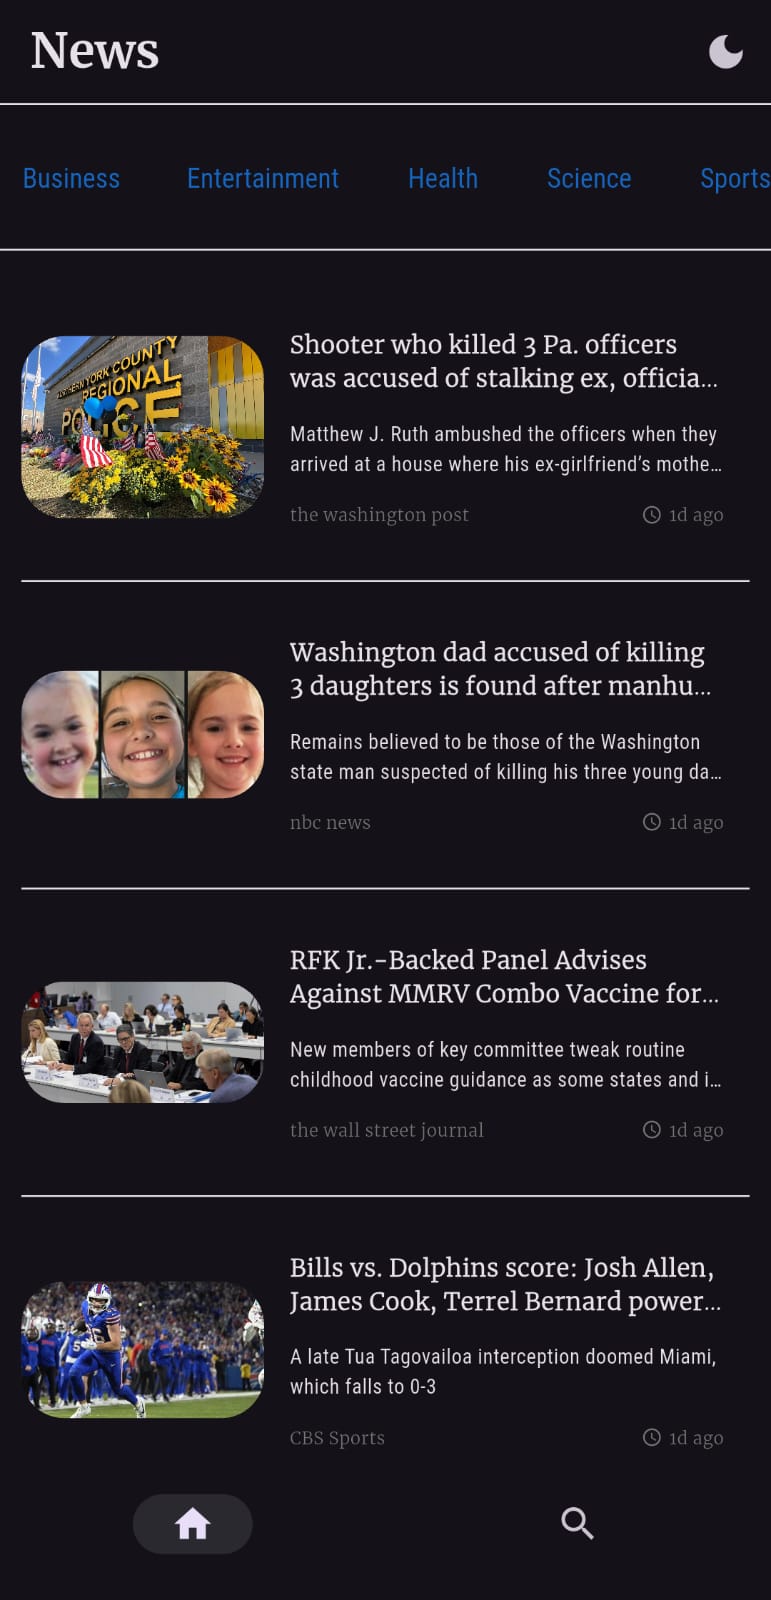 News
Business Entertainment Health Science Sports
NORTHERN YORK COUNTY
REGIONAL
POLICE
Shooter who killed 3 Pa. officers
was accused of stalking ex, officia...
Matthew J. Ruth ambushed the officers when they
arrived at a house where his ex-girlfriend's mothe...
the washington post 1d ago
Washington dad accused of killing
3 daughters is found after manhu...
Remains believed to be those of the Washington
state man suspected of killing his three young da...
nbc news 1d ago
RFK Jr.-Backed Panel Advises
Against MMRV Combo Vaccine for...
New members of key committee tweak routine
childhood vaccine guidance as some states and i...
the wall street journal 1d ago
Bills vs. Dolphins score: Josh Allen,
James Cook, Terrel Bernard power...
A late Tua Tagovailoa interception doomed Miami,
which falls to 0-3
CBS Sports 1d ago